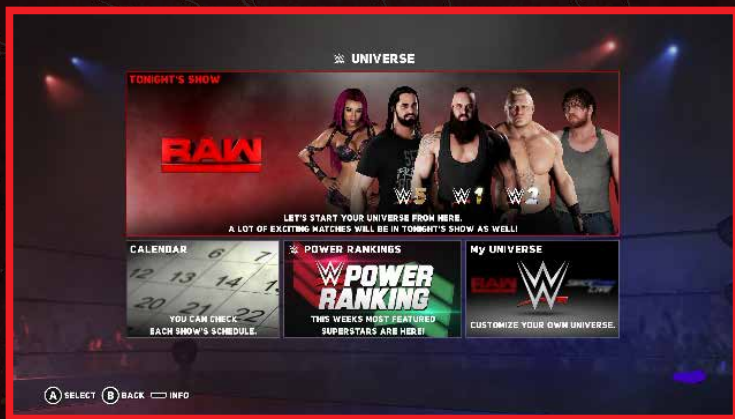 UNIVERSE
TONIGHT'S SHOW
RAW
W5 W1 W2
LET'S START YOUR UNIVERSE FROM HERE.
A LOT OF EXCITING MATCHES WILL BE IN TONIGHT'S SHOW AS WELL!
CALENDAR
6 7
12 13 14
20 21 22
YOU CAN CHECK
EACH SHOW'S SCHEDULE.
POWER RANKINGS
POWER
RANKING
THIS WEEKS MOST FEATURED
SUPERSTARS ARE HERE!
My UNIVERSE
RAW
SMACKDOWN
LIVE
CUSTOMIZE YOUR OWN UNIVERSE.
A SELECT B BACK INFO